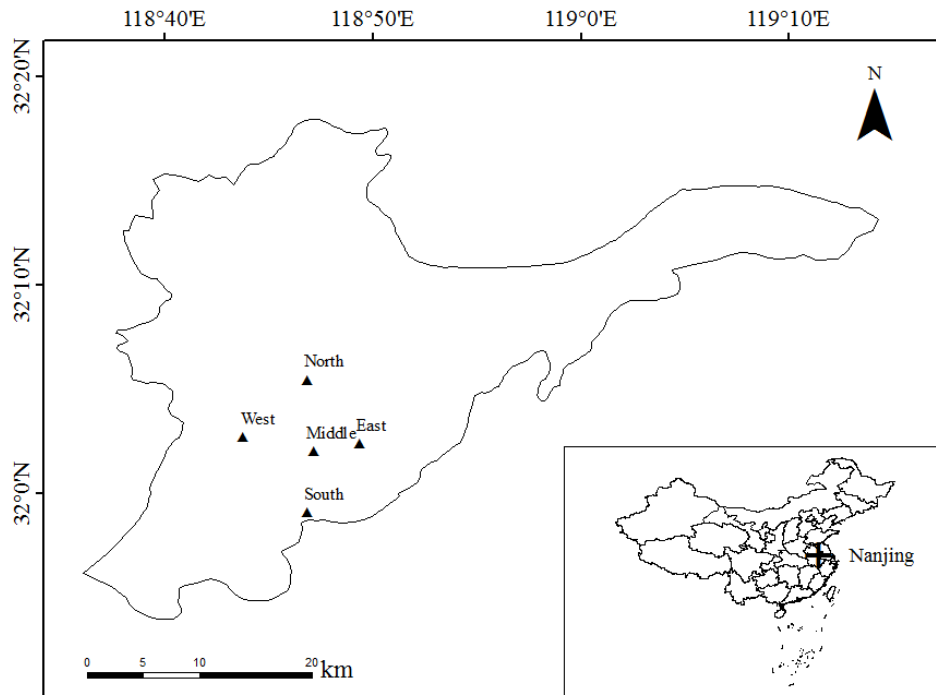 118°40'E 118°50'E 119°0'E 119°10'E
32°20'N
N
32°10'N
North
West
Middle East
32°0'N
South
Nanjing
0 5 10 20 km